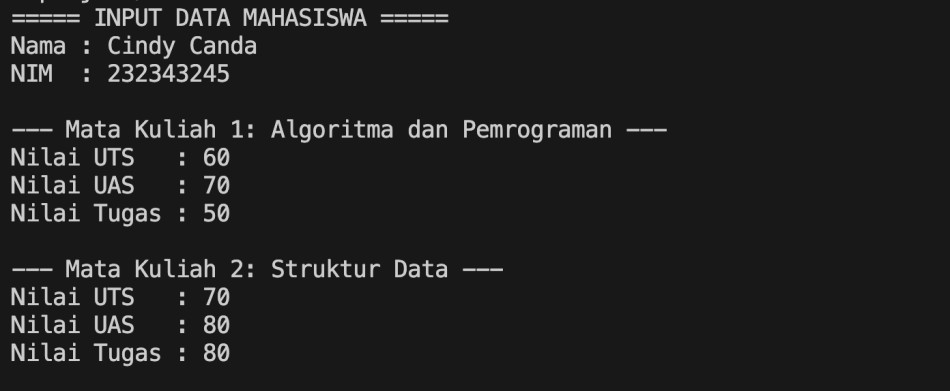 ===== INPUT DATA MAHASISWA =====
Nama : Cindy Canda
NIM  : 232343245
--- Mata Kuliah 1: Algoritma dan Pemrograman ---
Nilai UTS   : 60
Nilai UAS   : 70
Nilai Tugas : 50
--- Mata Kuliah 2: Struktur Data ---
Nilai UTS   : 70
Nilai UAS   : 80
Nilai Tugas : 80